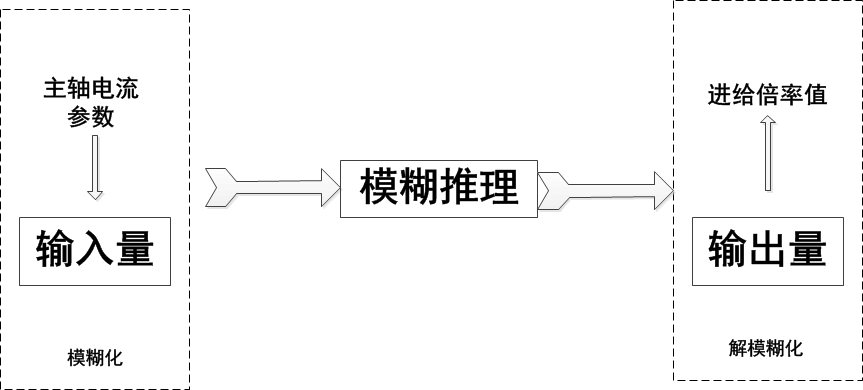 主轴电流
参数
输入量
模糊化
模糊推理
进给倍率值
输出量
解模糊化